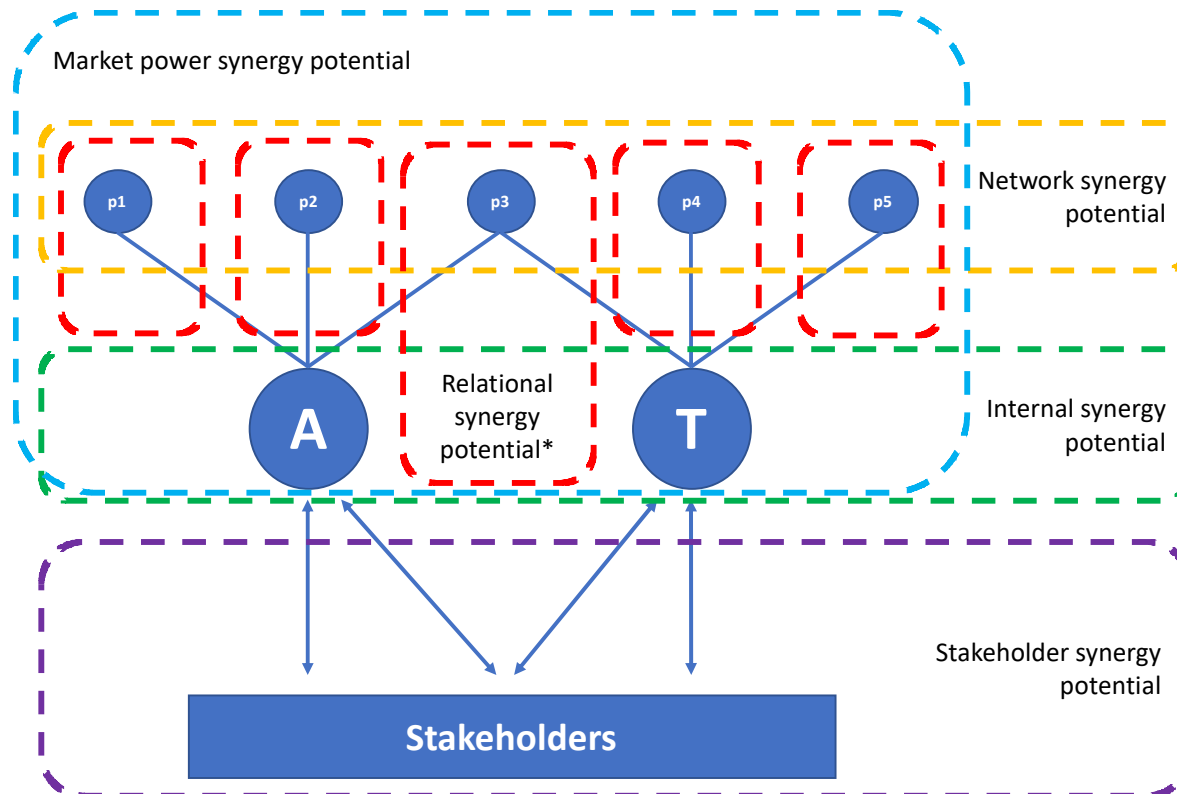 Market power synergy potential
p1
p2
p3
p4
p5
Network synergy
potential
A
Relational
synergy
potential*
T
Internal synergy
potential
Stakeholder synergy
potential
Stakeholders